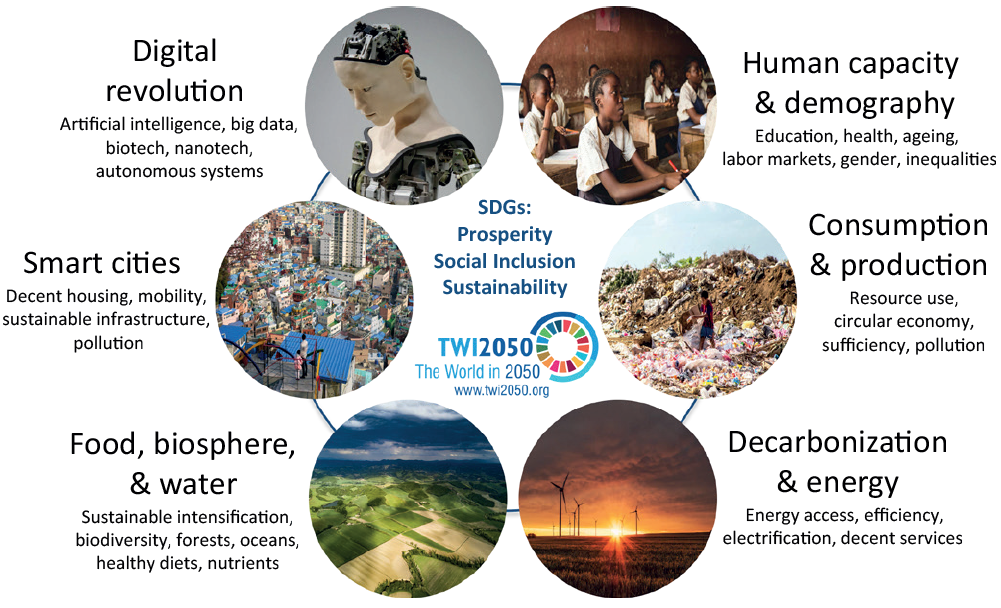 Digital
revolution
Artificial intelligence, big data,
biotech, nanotech,
autonomous systems
Human capacity
& demography
Education, health, ageing,
labor markets, gender, inequalities
Smart cities
Decent housing, mobility,
sustainable infrastructure,
pollution
SDGs:
Prosperity
Social Inclusion
Sustainability
TWI2050
The World in 2050
www.twi2050.org
Consumption
& production
Resource use,
circular economy,
sufficiency, pollution
Food, biosphere,
& water
Sustainable intensification,
biodiversity, forests, oceans,
healthy diets, nutrients
Decarbonization
& energy
Energy access, efficiency,
electrification, decent services